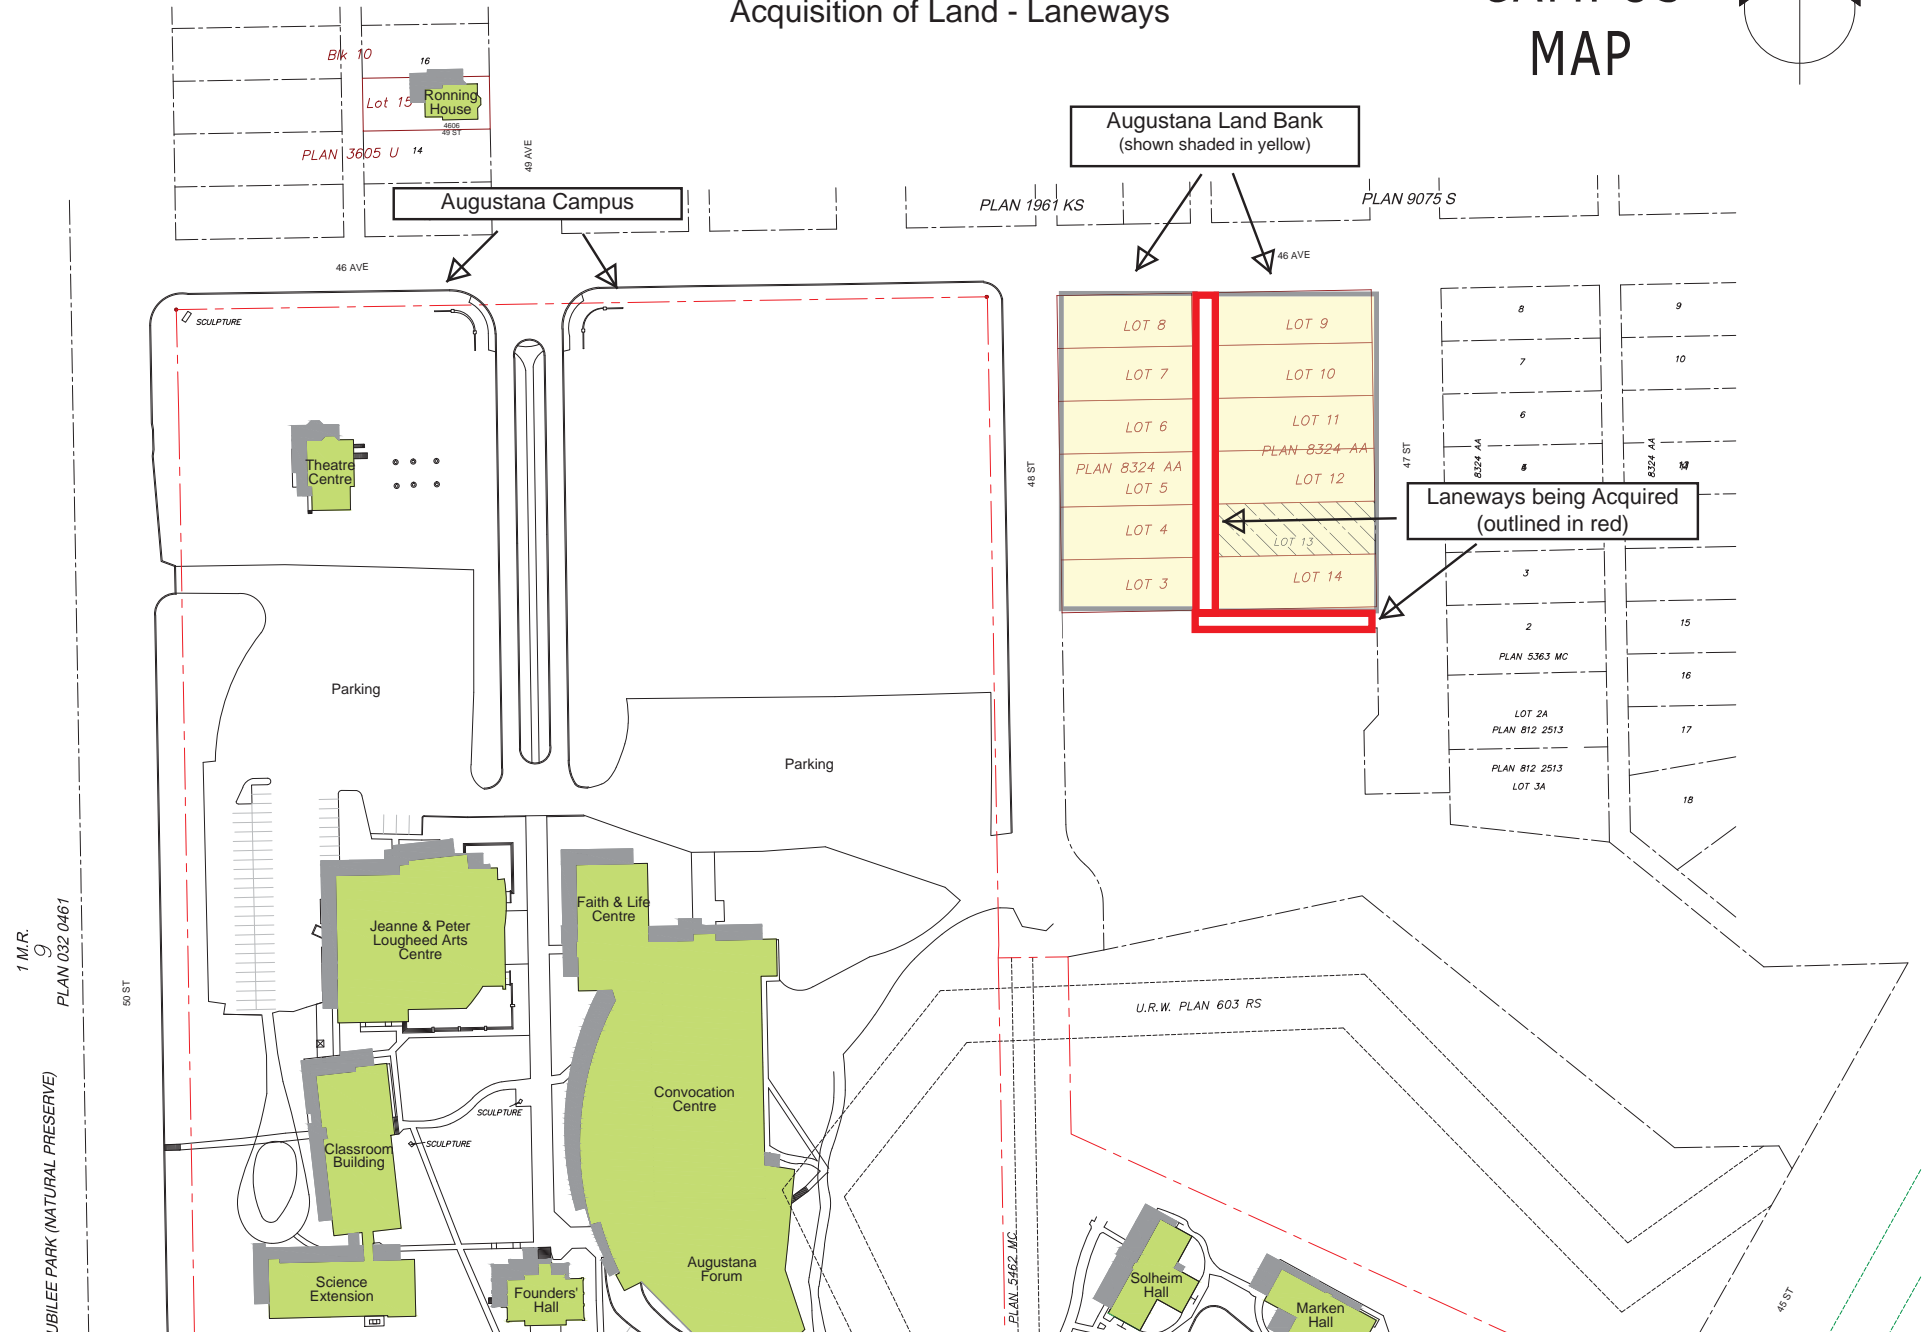 Acquisition of Land - Laneways
MAP
Blk 10
16
Lot 15
Ronning
House
4606
49 ST
PLAN 3605 U
14
49 AVE
Augustana Campus
Augustana Land Bank
(shown shaded in yellow)
PLAN 1961 KS
PLAN 9075 S
46 AVE
46 AVE
SCULPTURE
LOT 8
LOT 9
LOT 7
LOT 10
LOT 6
LOT 11
PLAN 8324 AA
PLAN 8324 AA
LOT 5
LOT 12
LOT 4
LOT 13
LOT 3
LOT 14
48 ST
47 ST
8
9
7
10
6
8324 AA
8324 AA
Laneways being Acquired
(outlined in red)
3
2
15
PLAN 5363 MC
16
LOT 2A
PLAN 812 2513
17
PLAN 812 2513
LOT 3A
18
Theatre
Centre
Parking
Parking
Jeanne & Peter
Lougheed Arts
Centre
Faith & Life
Centre
1 M.R.
9
PLAN 032 0461
50 ST
U.R.W. PLAN 603 RS
Convocation
Centre
SCULPTURE
SCULPTURE
Classroom
Building
UBILEE PARK (NATURAL PRESERVE)
Science
Extension
Founders'
Hall
Augustana
Forum
PLAN 5462 MC
Solheim
Hall
Marken
Hall
45 ST